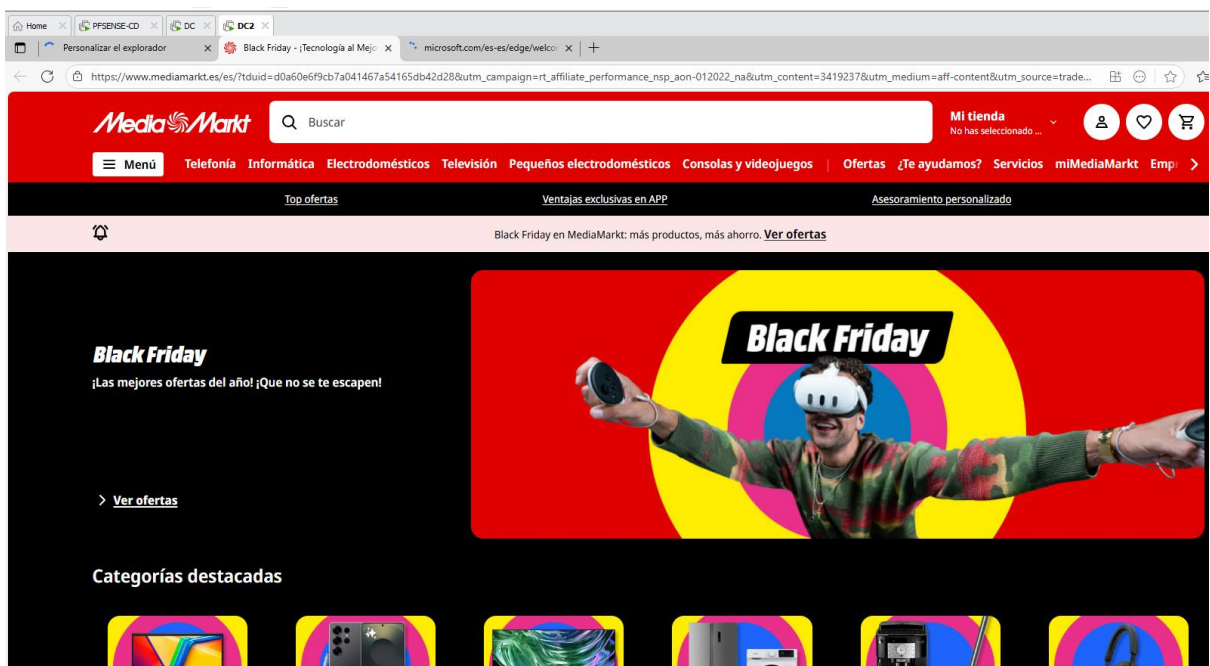 Home PFSENSE-CD DC DC2
Personalizar el explorador Black Friday - ¡Tecnología al Mejo microsoft.com/es-es/edge/welco
https://www.mediamarkt.es/es/?tduid=d0a60e6f9cb7a041467a54165db42d28&utm_campaign=rt_affiliate_performance_nsp_aon-012022_na&utm_content=3419237&utm_medium=aff-content&utm_source=trade...
MediaMarkt Buscar Mi tienda
No has seleccionado ...
Menú Telefonía Informática Electrodomésticos Televisión Pequeños electrodomésticos Consolas y videojuegos | Ofertas ¿Te ayudamos? Servicios miMediaMarkt Empr
Top ofertas Ventajas exclusivas en APP Asesoramiento personalizado
Black Friday en MediaMarkt: más productos, más ahorro. Ver ofertas
Black Friday
Black Friday
¡Las mejores ofertas del año! ¡Que no se te escapen!
Ver ofertas
Categorías destacadas